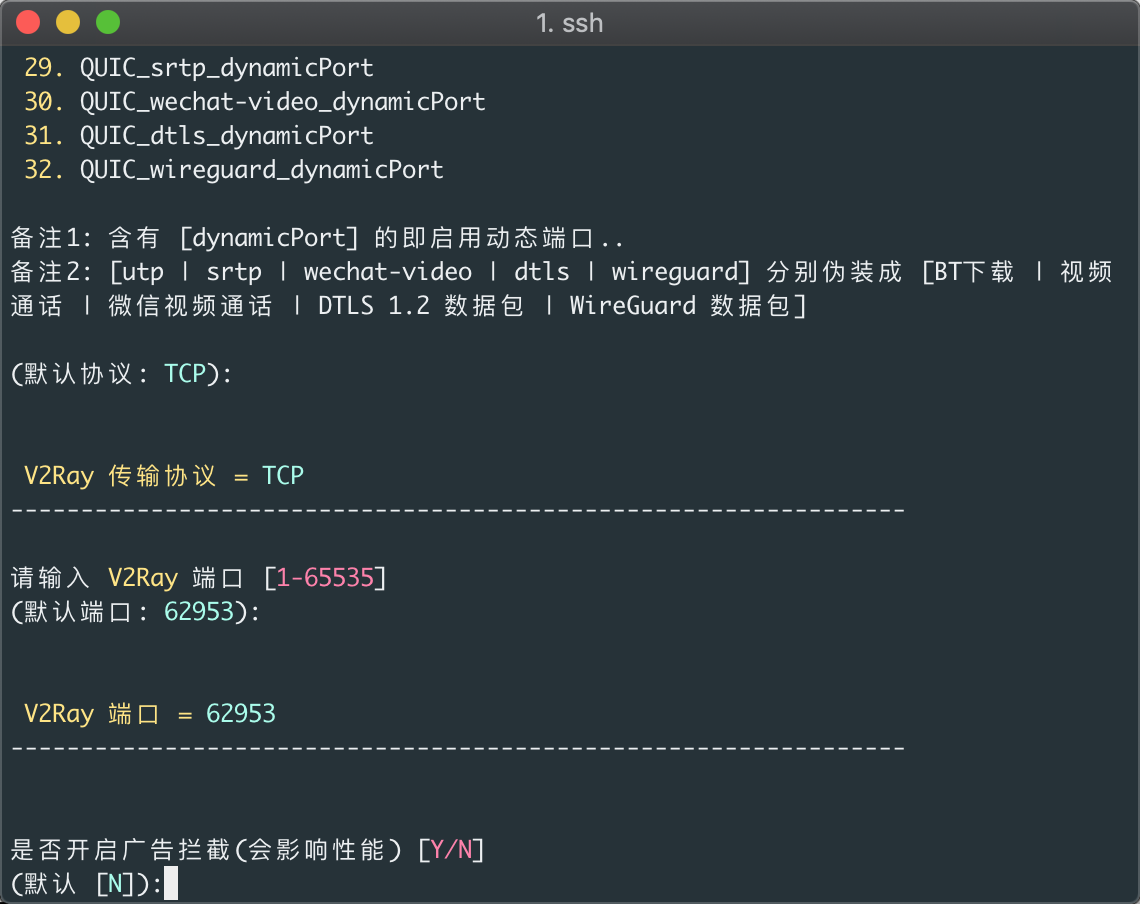 1. ssh
29. QUIC_srtp_dynamicPort
30. QUIC_wechat-video_dynamicPort
31. QUIC_dtls_dynamicPort
32. QUIC_wireguard_dynamicPort
备注1: 含有 [dynamicPort] 的即启用动态端口..
备注2: [utp | srtp | wechat-video | dtls | wireguard] 分别伪装成 [BT下载 | 视频
通话 | 微信视频通话 | DTLS 1.2 数据包 | WireGuard 数据包]
(默认协议: TCP):
V2Ray 传输协议 = TCP
----------------------------------------------------------------
请输入 V2Ray 端口 [1-65535]
(默认端口: 62953):
V2Ray 端口 = 62953
----------------------------------------------------------------
是否开启广告拦截(会影响性能) [Y/N]
(默认 [N]):